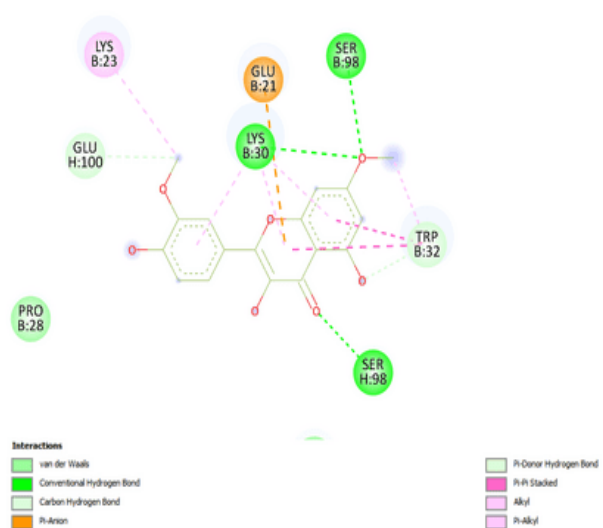 LYS
B:23
SER
B:98
GLU
B:21
LYS
B:30
GLU
H:100
TRP
B:32
PRO
B:28
SER
H:98
Interactions
van der Waals
Conventional Hydrogen Bond
Carbon Hydrogen Bond
Pi-Anion
Pi-Donor Hydrogen Bond
Pi-Pi Stacked
Alkyl
Pi-Alkyl